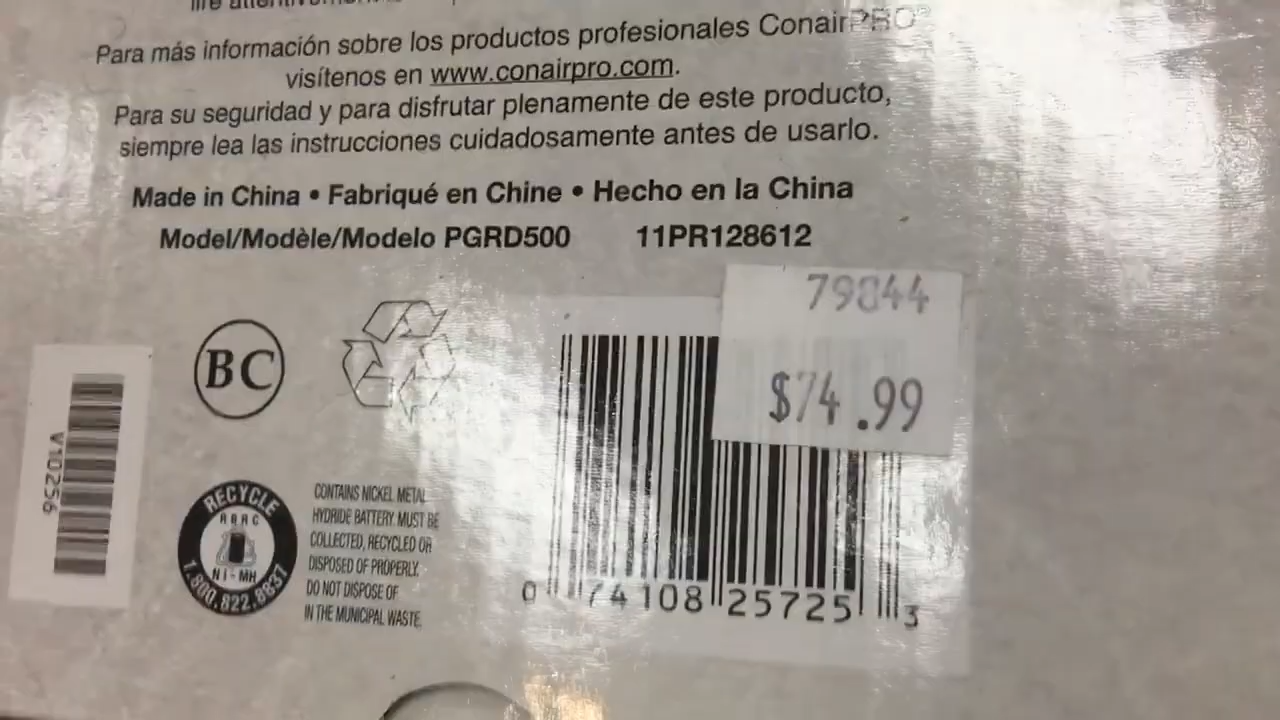 Para más información sobre los productos profesionales ConairPRO®
visítenos en www.conairpro.com.
Para su seguridad y para disfrutar plenamente de este producto,
siempre lea las instrucciones cuidadosamente antes de usarlo.
Made in China • Fabriqué en Chine • Hecho en la China
Model/Modèle/Modelo PGRD500 11PR128612
79844
$74.99
BC
V10256
RECYCLE
RBRC
Ni-MH
1.800.822.8837
CONTAINS NICKEL METAL
HYDRIDE BATTERY. MUST BE
COLLECTED, RECYCLED OR
DISPOSED OF PROPERLY.
DO NOT DISPOSE OF
IN THE MUNICIPAL WASTE.
0 74108 25725 3